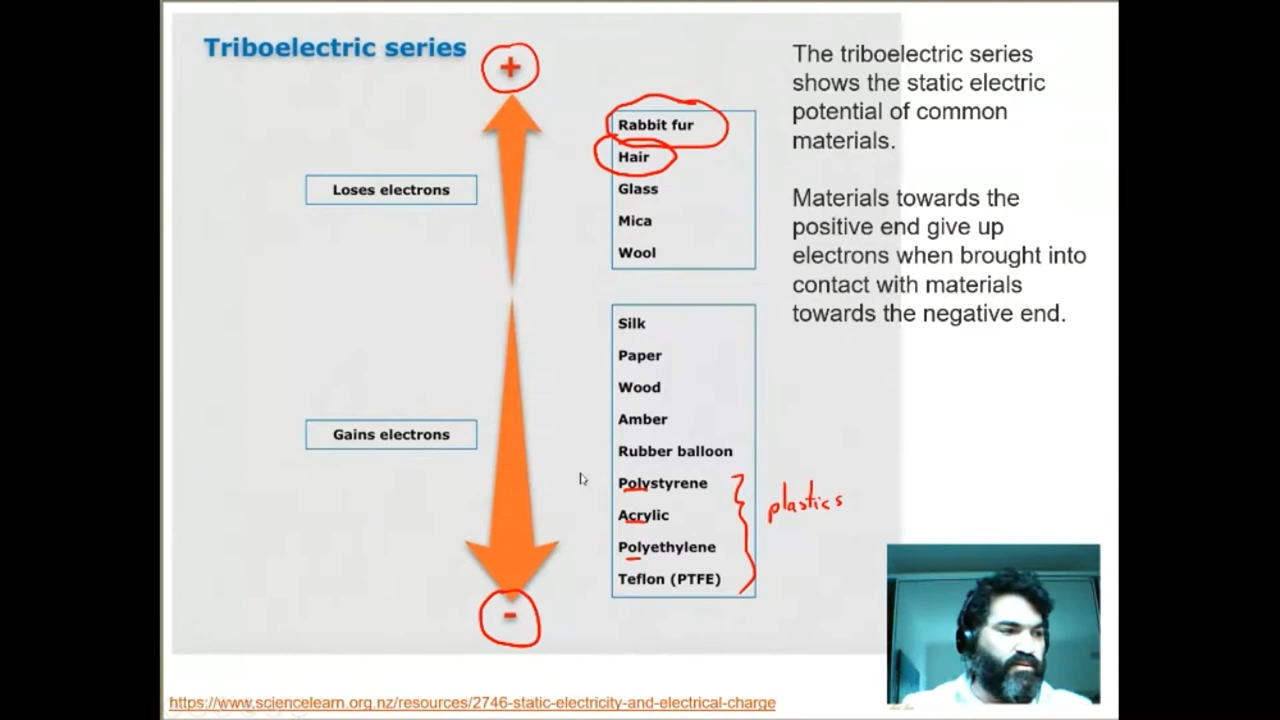 Triboelectric series
+
Loses electrons
Rabbit fur
Hair
Glass
Mica
Wool
Gains electrons
Silk
Paper
Wood
Amber
Rubber balloon
Polystyrene
Acrylic
Polyethylene
Teflon (PTFE)
plastics
-
The triboelectric series
shows the static electric
potential of common
materials.
Materials towards the
positive end give up
electrons when brought into
contact with materials
towards the negative end.
https://www.sciencelearn.org.nz/resources/2746-static-electricity-and-electrical-charge